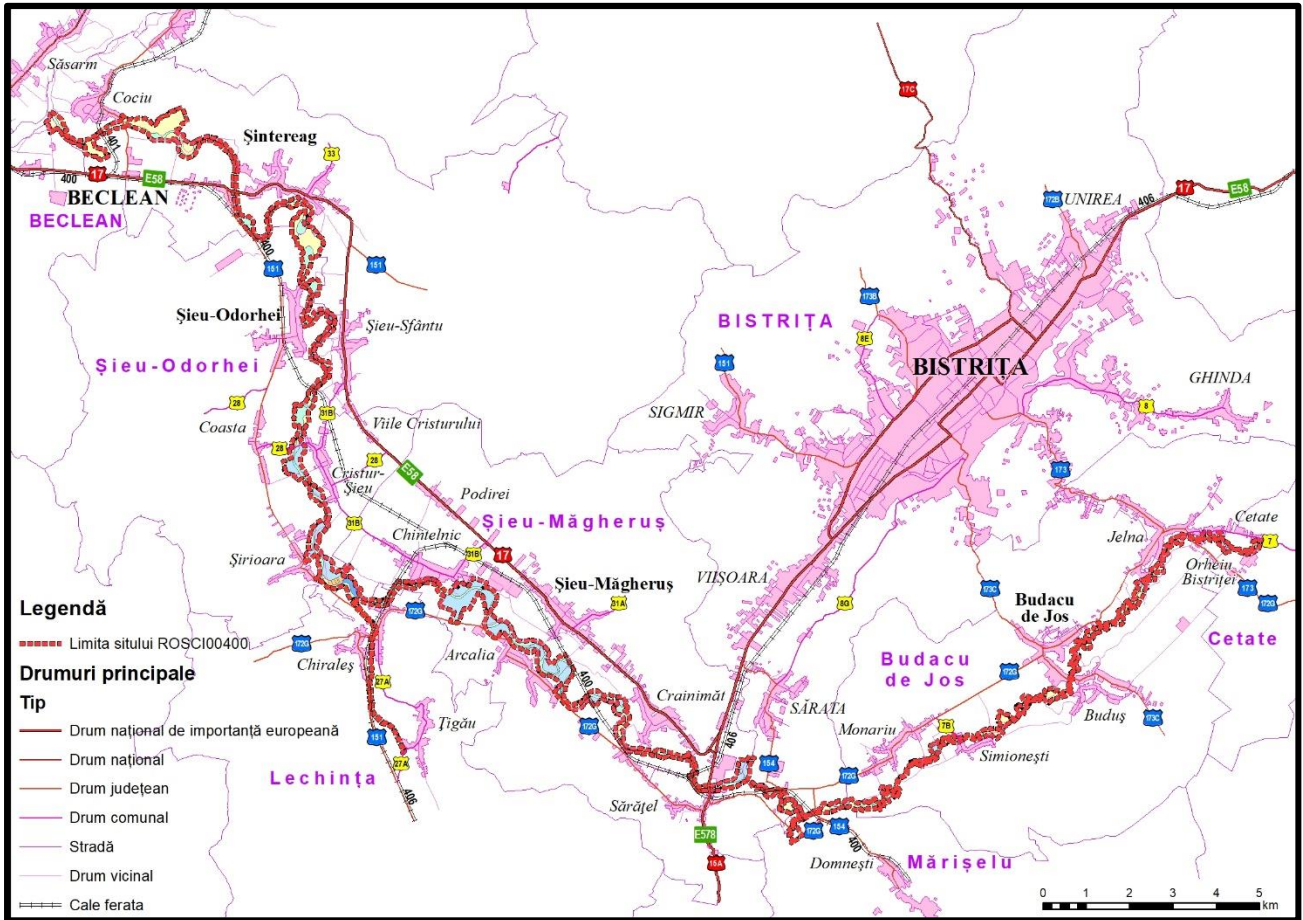 Săsarm
Cociu
Șintereag
33
401
400
17
E58
BECLEAN
BECLEAN
400
151
151
Șieu-Odorhei
Șieu-Sfântu
Șieu-Odorhei
28
31B
Coasta
28
Viile Cristurului
Cristur-
Șieu
28
E58
Podirei
31B
Șieu-Măgheruș
Chintelnic
31B
17
Șirioara
Șieu-Măgheruș
31A
172G
172G
Chiraleș
Arcalia
400
27A
Țigău
151
27A
Lechința
406
172G
Crainimăt
Sărățel
E578
15A
17C
172B
UNIREA
406
17
E58
173B
BISTRIȚA
8E
151
BISTRIȚA
GHINDA
SIGMIR
8
173
Cetate
7
Jelna
Orheiu
Bistriței
VIIȘOARA
8G
173C
173
172G
Budacu
de Jos
Cetate
Budacu
de Jos
172G
SĂRATA
Buduș
173C
406
Monariu
7B
Simionești
154
172G
172G
154
400
Domnești
Mărișelu
Legendă
Limita sitului ROSCI00400
Drumuri principale
Tip
Drum național de importanță europeană
Drum național
Drum județean
Drum comunal
Stradă
Drum vicinal
Cale ferata
0 1 2 3 4 5
km